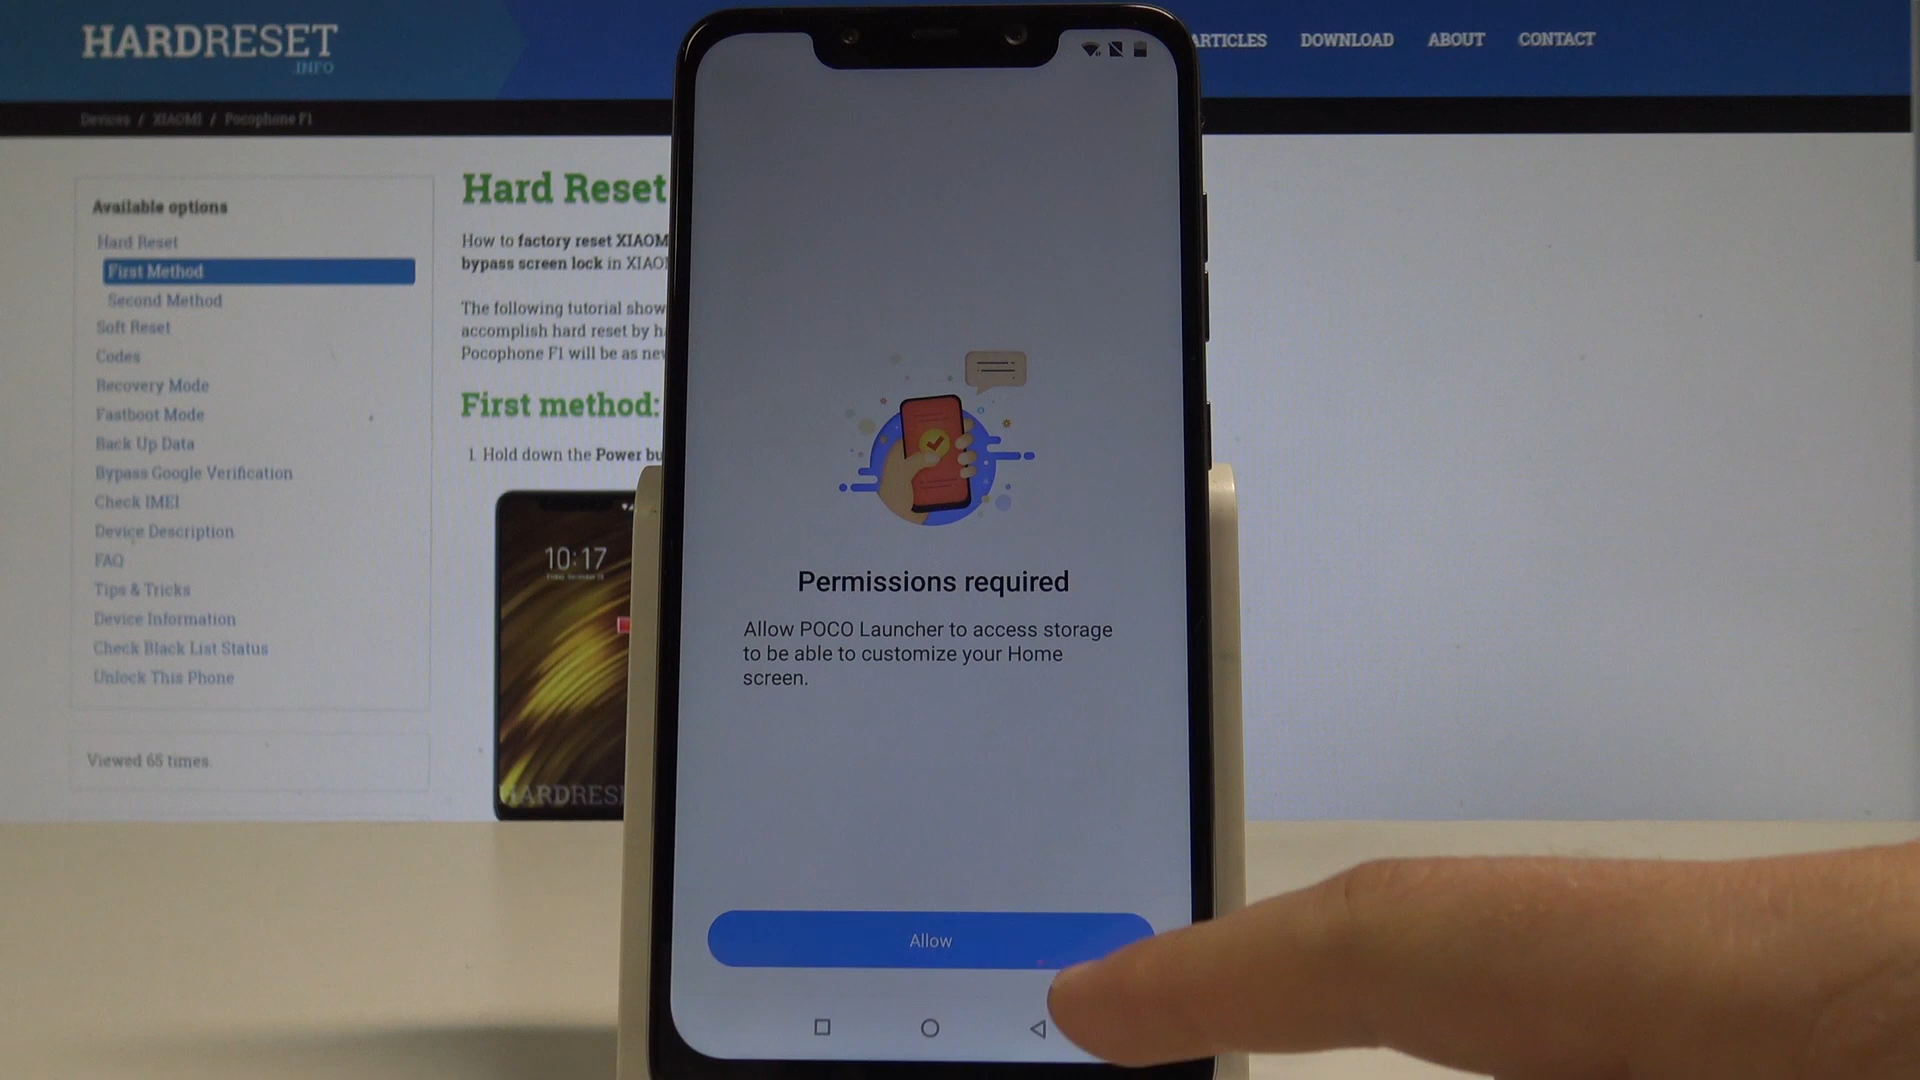 HARDRESET
.INFO
ARTICLES
DOWNLOAD
ABOUT
CONTACT
Devices / XIAOMI / Pocophone F1
Available options
Hard Reset
First Method
Second Method
Soft Reset
Codes
Recovery Mode
Fastboot Mode
Back Up Data
Bypass Google Verification
Check IMEI
Device Description
FAQ
Tips & Tricks
Device Information
Check Black List Status
Unlock This Phone
Viewed 65 times
Hard Reset
How to factory reset XIAOM
bypass screen lock in XIAO
The following tutorial show
accomplish hard reset by h
Pocophone F1 will be as ne
First method:
1. Hold down the Power bu
10:17
HARDRES
Permissions required
Allow POCO Launcher to access storage
to be able to customize your Home
screen.
Allow